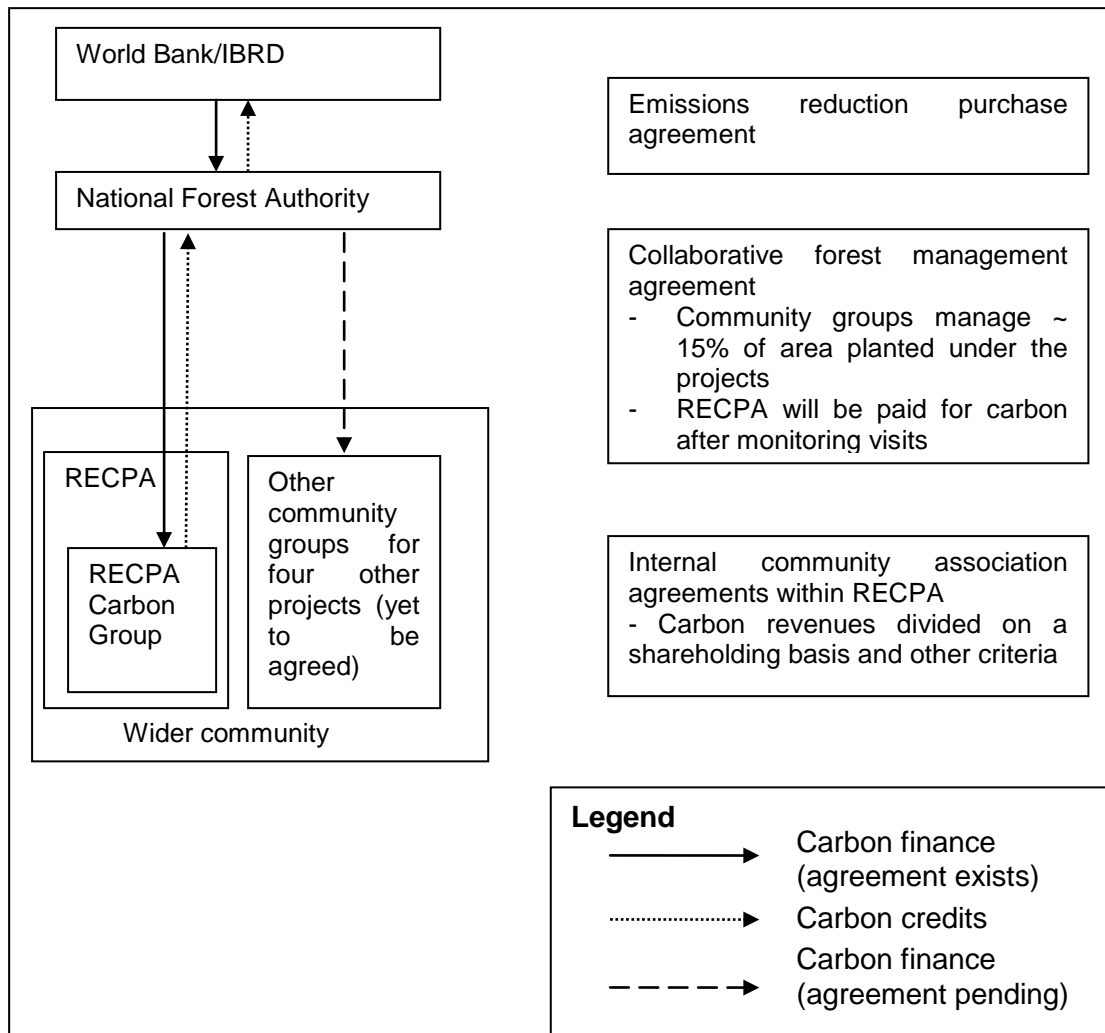 World Bank/IBRD
Emissions reduction purchase
agreement
National Forest Authority
Collaborative forest management
agreement
- Community groups manage ~
15% of area planted under the
projects
- RECPA will be paid for carbon
after monitoring visits
RECPA
Other
community
groups for
four other
projects (yet
to be
agreed)
RECPA
Carbon
Group
Wider community
Internal community association
agreements within RECPA
- Carbon revenues divided on a
shareholding basis and other criteria
Legend
Carbon finance
(agreement exists)
Carbon credits
Carbon finance
(agreement pending)